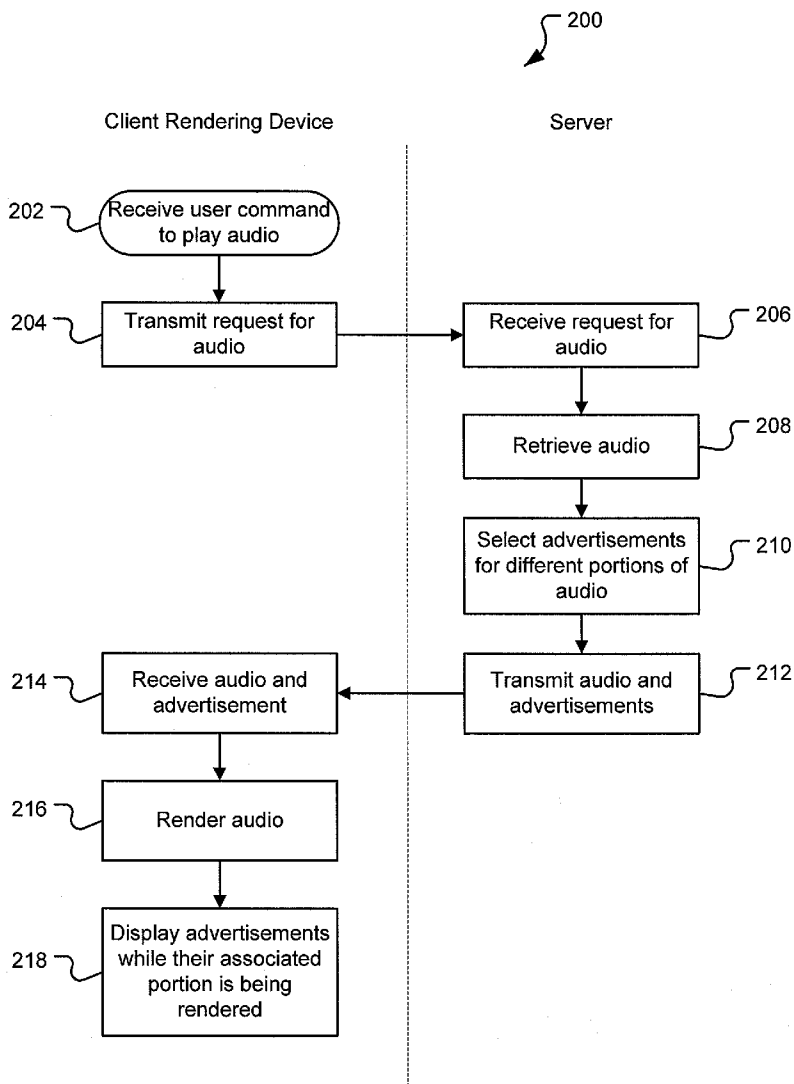 200
Client Rendering Device
Server
202
Receive user command
to play audio
204
Transmit request for
audio
Receive request for
audio
206
Retrieve audio
208
Select advertisements
for different portions of
audio
210
Transmit audio and
advertisements
212
214
Receive audio and
advertisement
216
Render audio
218
Display advertisements
while their associated
portion is being
rendered